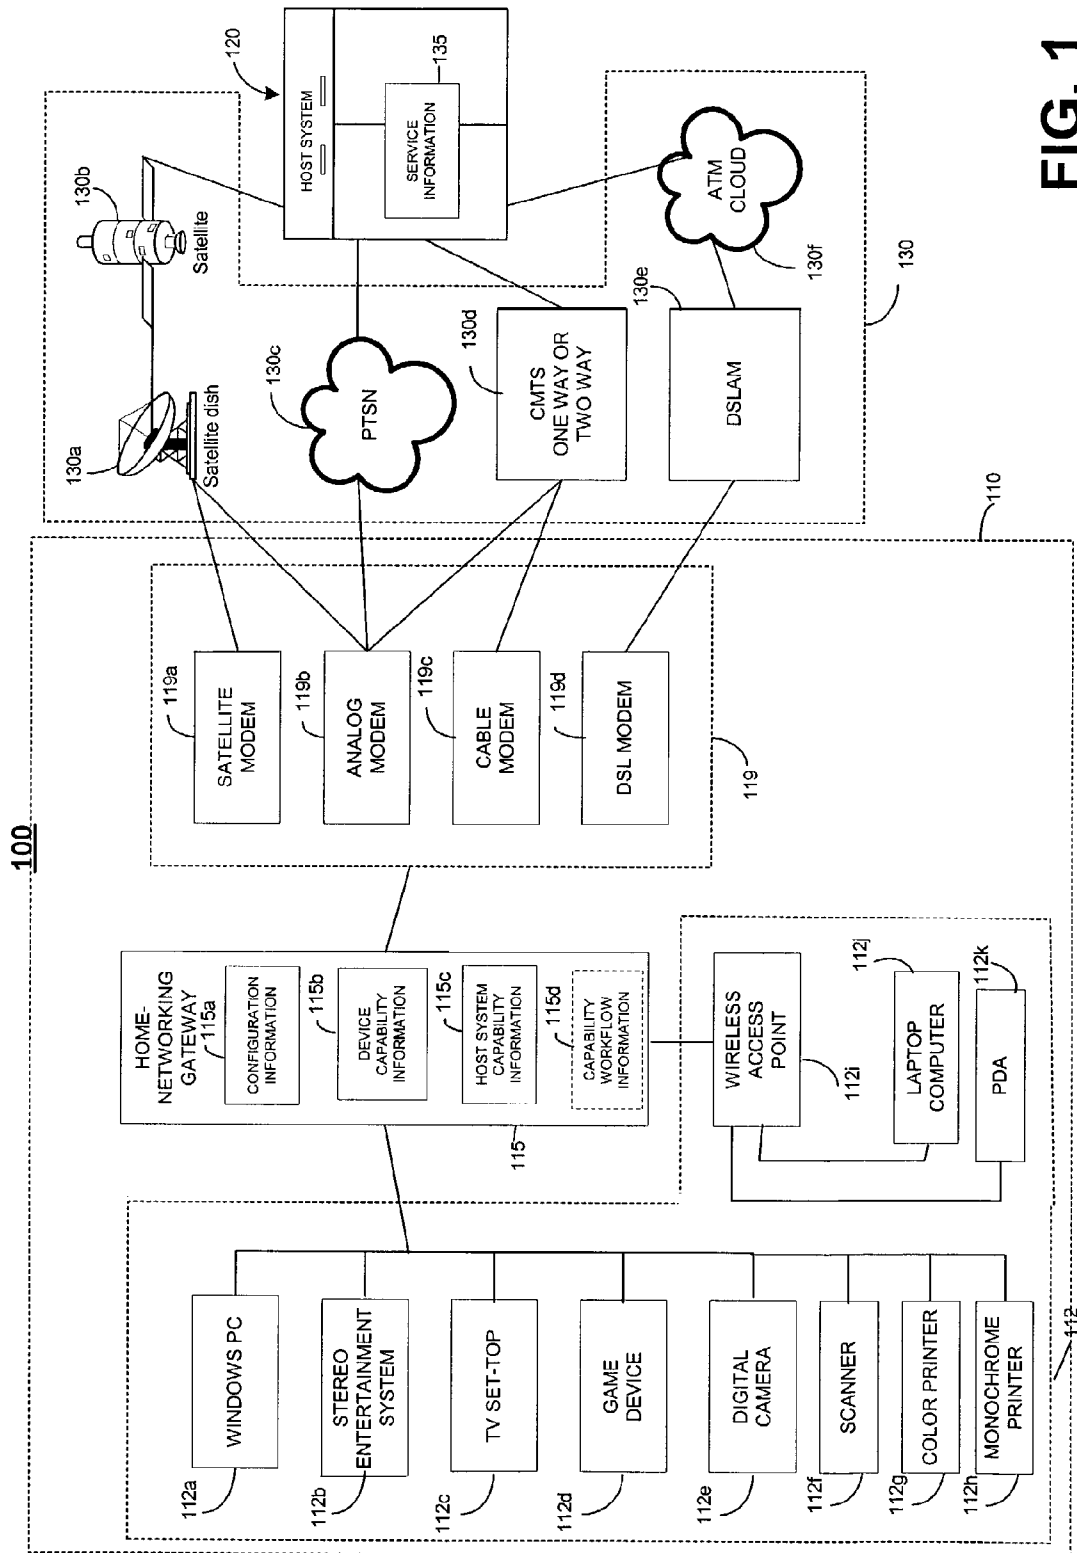 100
112a
WINDOWS PC
112b
STEREO
ENTERTAINMENT
SYSTEM
112c
TV SET-TOP
112d
GAME
DEVICE
112e
DIGITAL
CAMERA
112f
SCANNER
112g
COLOR PRINTER
112h
MONOCHROME
PRINTER
112
HOME-
NETWORKING
GATEWAY
115a
CONFIGURATION
INFORMATION
115b
DEVICE
CAPABILITY
INFORMATION
115c
HOST SYSTEM
CAPABILITY
INFORMATION
115d
CAPABILITY
WORKFLOW
INFORMATION
115
WIRELESS
ACCESS
POINT
112i
LAPTOP
COMPUTER
112j
PDA
112k
119a
SATELLITE
MODEM
119b
ANALOG
MODEM
119c
CABLE
MODEM
119d
DSL MODEM
119
110
130a
Satellite dish
130b
Satellite
130c
PTSN
130d
CMTS
ONE WAY OR
TWO WAY
130e
DSLAM
130f
ATM
CLOUD
130
120
HOST SYSTEM
135
SERVICE
INFORMATION
FIG. 1